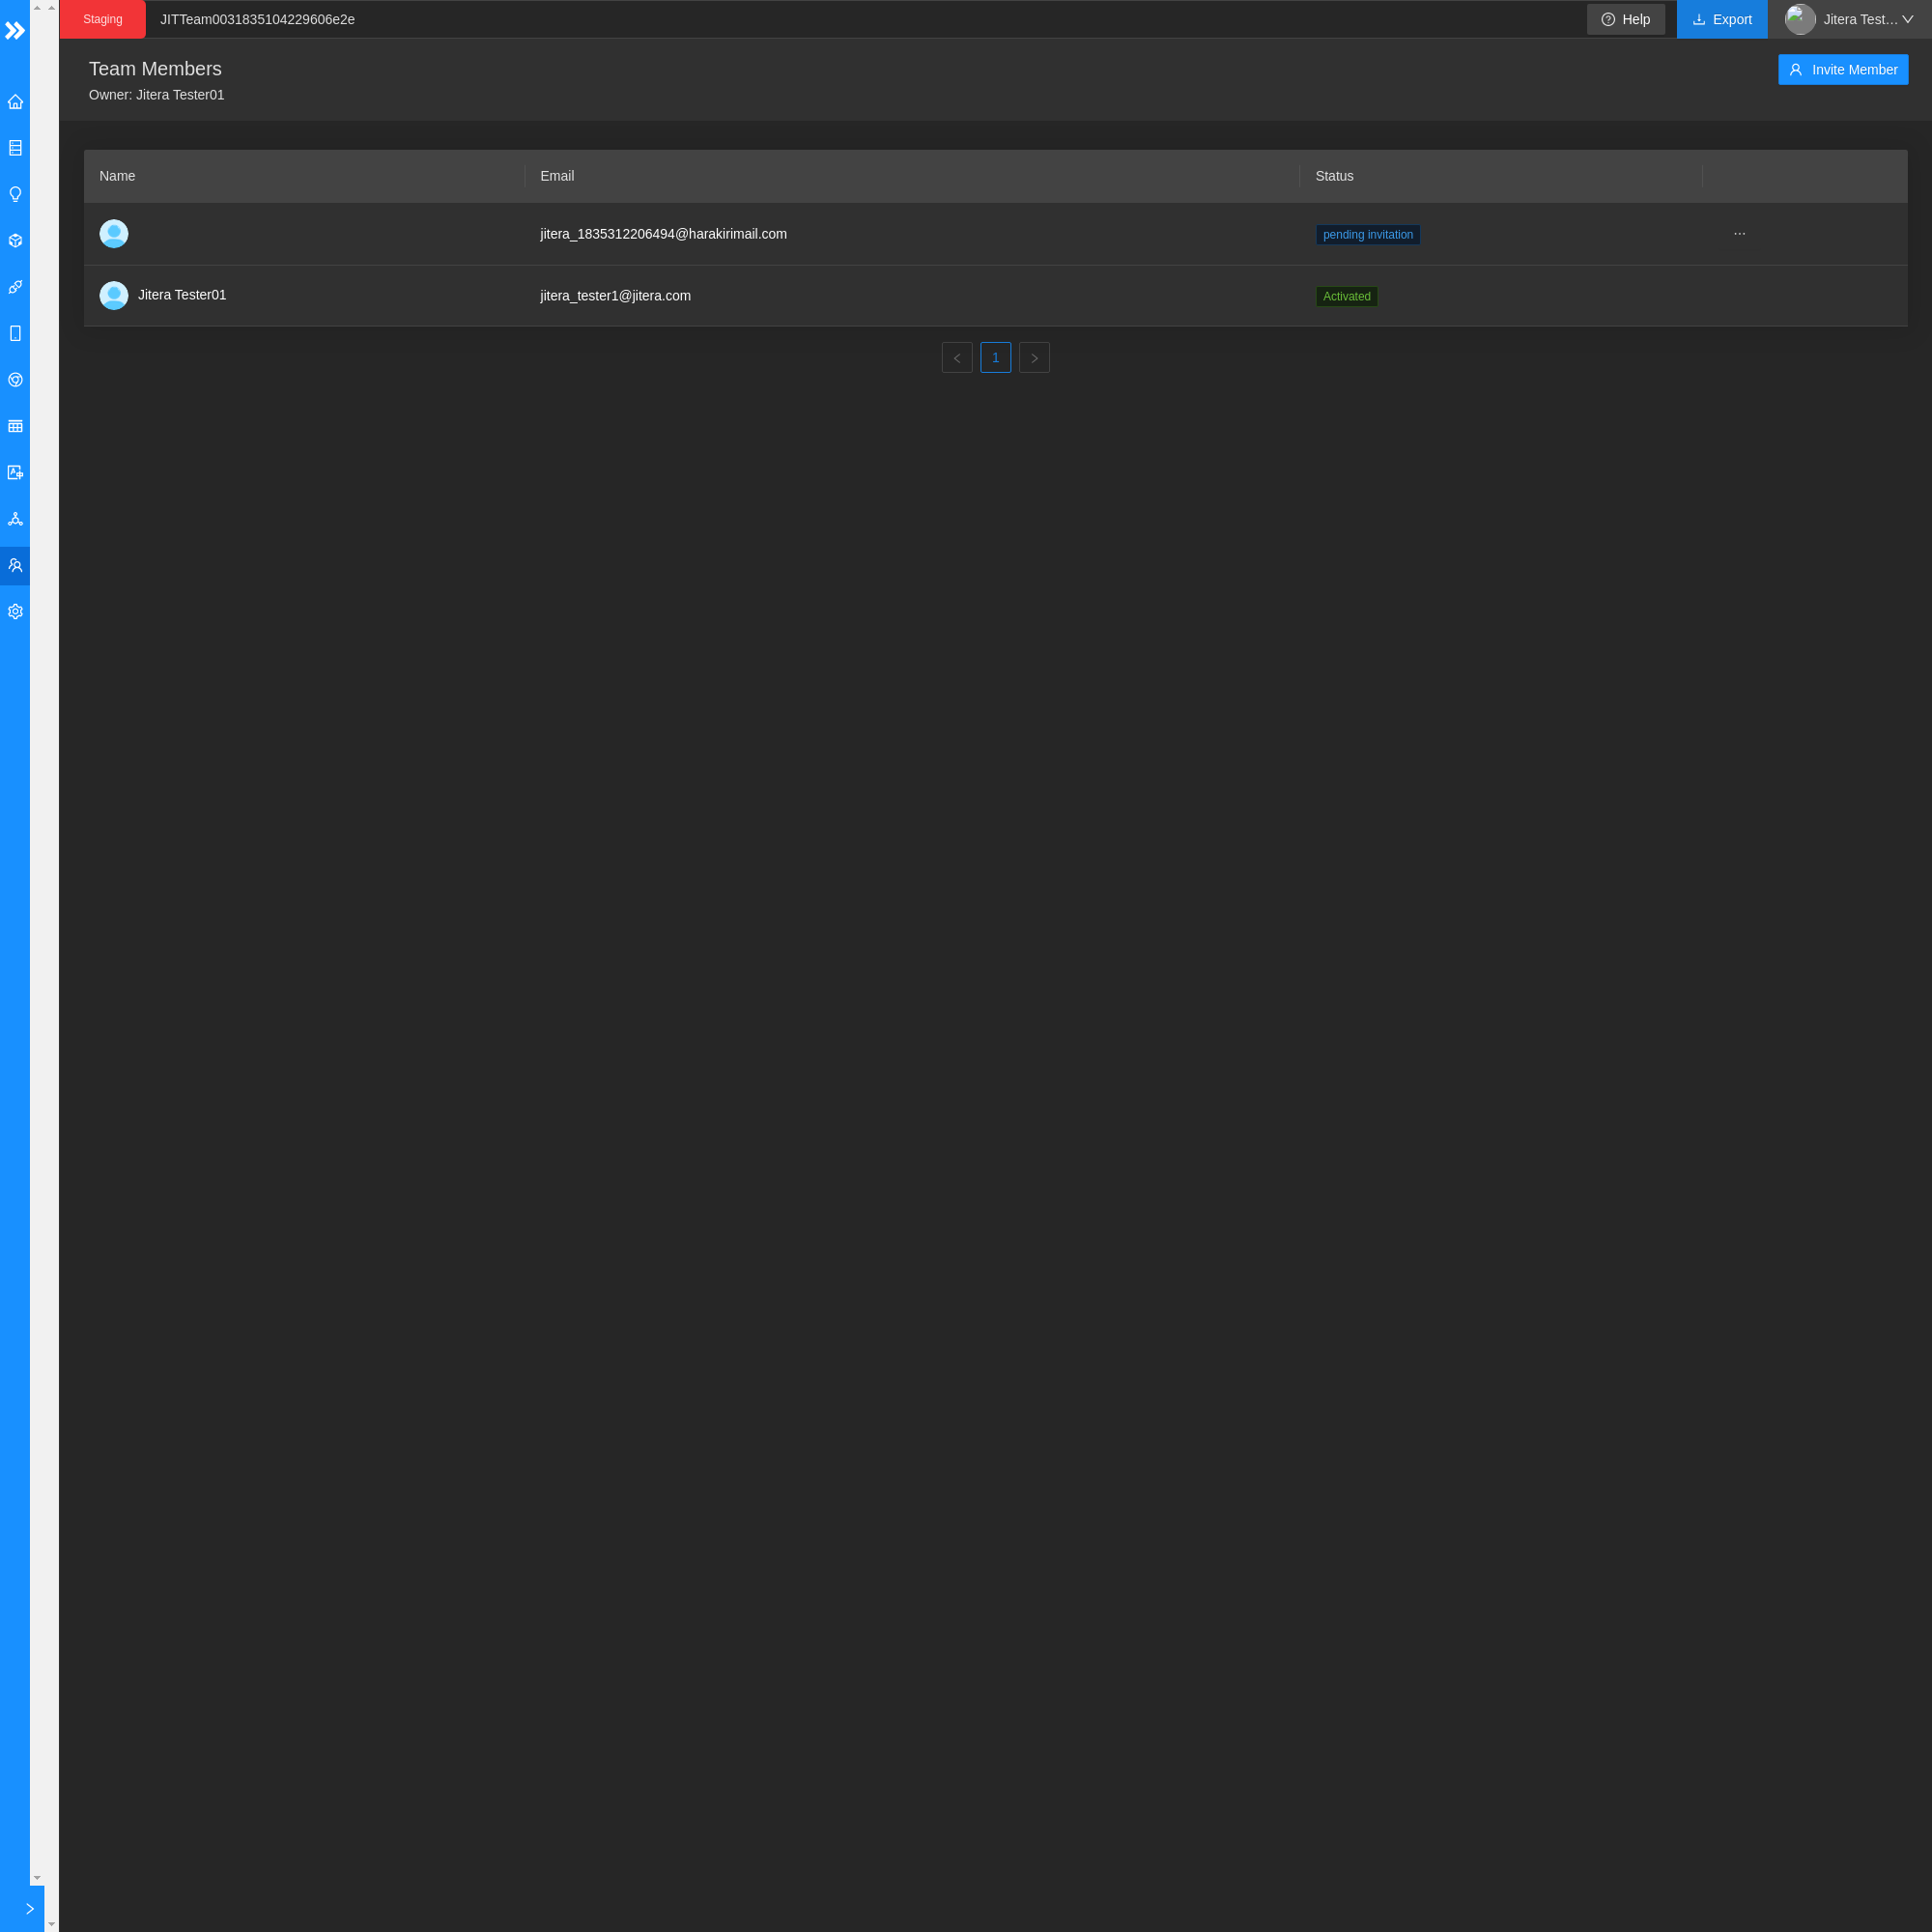 Staging
JITTeam0031835104229606e2e
Help
Export
Jitera Test...
Team Members
Owner: Jitera Tester01
Invite Member
Name
Email
Status
jitera_1835312206494@harakirimail.com
pending invitation
Jitera Tester01
jitera_tester1@jitera.com
Activated
1